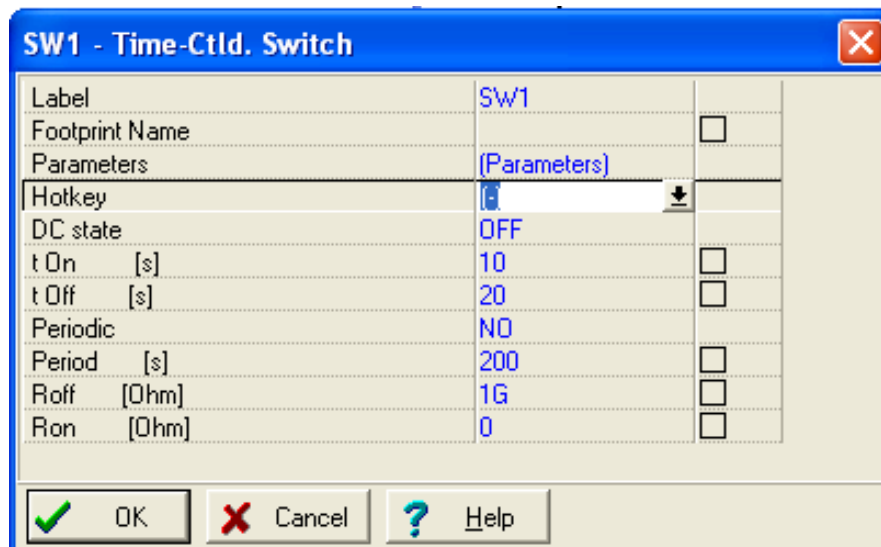 SW1 - Time-Ctld. Switch
Label SW1
Footprint Name
Parameters (Parameters)
Hotkey [-]
DC state OFF
t On [s] 10
t Off [s] 20
Periodic NO
Period [s] 200
Roff [Ohm] 1G
Ron [Ohm] 0
OK Cancel Help